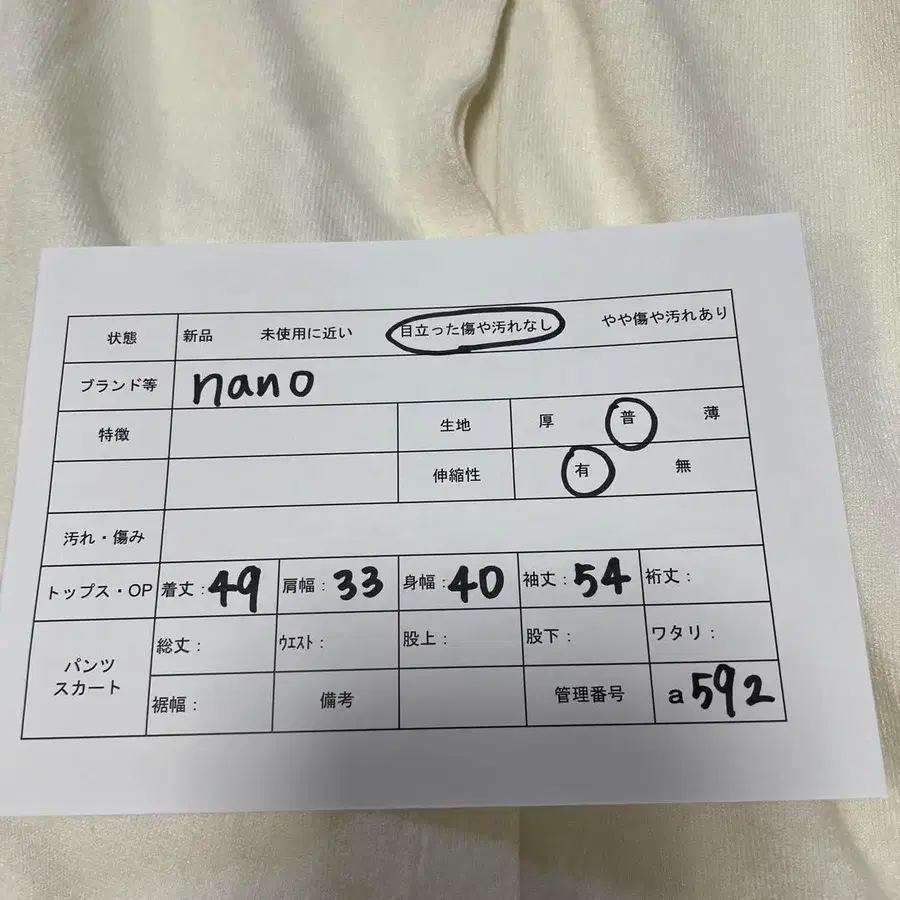 状態 新品 未使用に近い 目立った傷や汚れなし やや傷や汚れあり
ブランド等 nano
特徴 生地 厚 普 薄
伸縮性 有 無
汚れ・傷み
トップス・OP 着丈：49 肩幅：33 身幅：40 袖丈：54 裄丈：
パンツ スカート 総丈： ｳｴｽﾄ： 股上： 股下： ワタリ：
裾幅： 備考 管理番号 a592